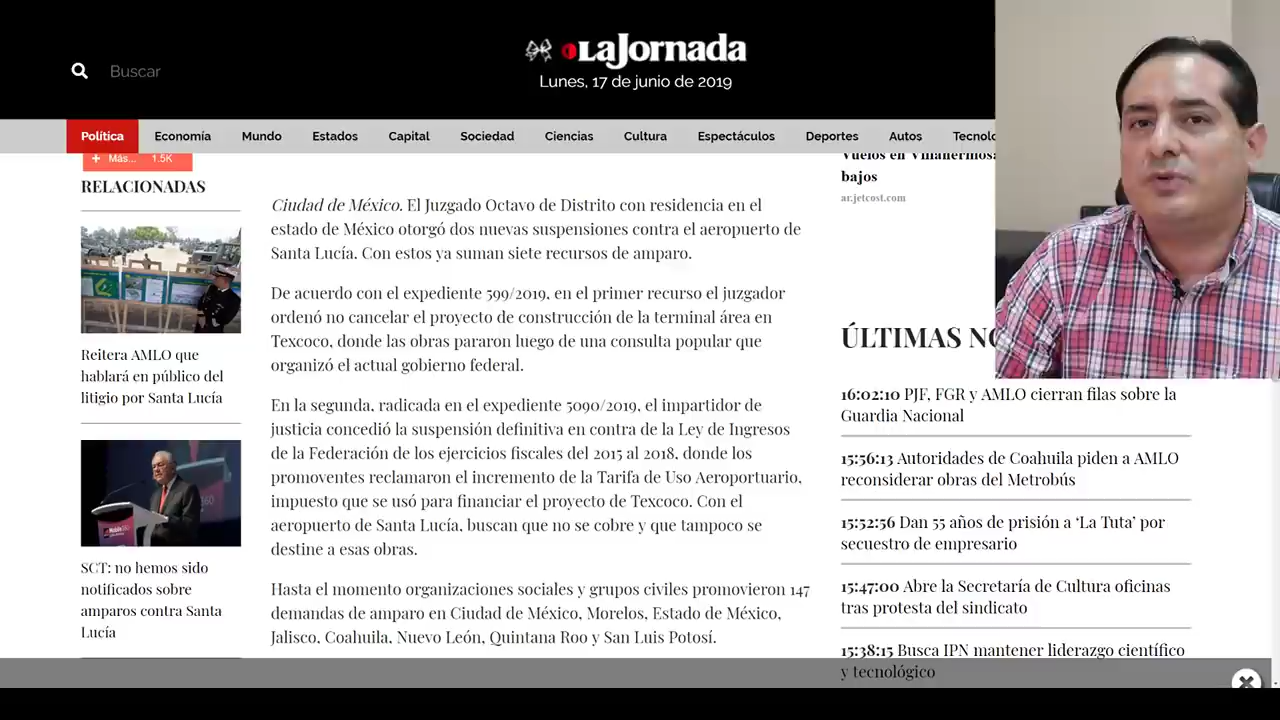 Buscar
LaJornada
Lunes, 17 de junio de 2019
Política
Economía
Mundo
Estados
Capital
Sociedad
Ciencias
Cultura
Espectáculos
Deportes
Autos
+ Más... 1.5K
RELACIONADAS
Reitera AMLO que
hablará en público del
litigio por Santa Lucía
SCT: no hemos sido
notificados sobre
amparos contra Santa
Lucía
Ciudad de México. El Juzgado Octavo de Distrito con residencia en el
estado de México otorgó dos nuevas suspensiones contra el aeropuerto de
Santa Lucía. Con estos ya suman siete recursos de amparo.
De acuerdo con el expediente 599/2019, en el primer recurso el juzgador
ordenó no cancelar el proyecto de construcción de la terminal área en
Texcoco, donde las obras pararon luego de una consulta popular que
organizó el actual gobierno federal.
En la segunda, radicada en el expediente 5090/2019, el impartidor de
justicia concedió la suspensión definitiva en contra de la Ley de Ingresos
de la Federación de los ejercicios fiscales del 2015 al 2018, donde los
promoventes reclamaron el incremento de la Tarifa de Uso Aeroportuario,
impuesto que se usó para financiar el proyecto de Texcoco. Con el
aeropuerto de Santa Lucía, buscan que no se cobre y que tampoco se
destine a esas obras.
Hasta el momento organizaciones sociales y grupos civiles promovieron 147
demandas de amparo en Ciudad de México, Morelos, Estado de México,
Jalisco, Coahuila, Nuevo León, Quintana Roo y San Luis Potosí.
Vuelos en Villahermosa
bajos
ar.jetcost.com
ÚLTIMAS
16:02:10 PJF, FGR y AMLO cierran filas sobre la
Guardia Nacional
15:56:13 Autoridades de Coahuila piden a AMLO
reconsiderar obras del Metrobús
15:52:56 Dan 55 años de prisión a ‘La Tuta’ por
secuestro de empresario
15:47:00 Abre la Secretaría de Cultura oficinas
tras protesta del sindicato
15:38:15 Busca IPN mantener liderazgo científico
y tecnológico